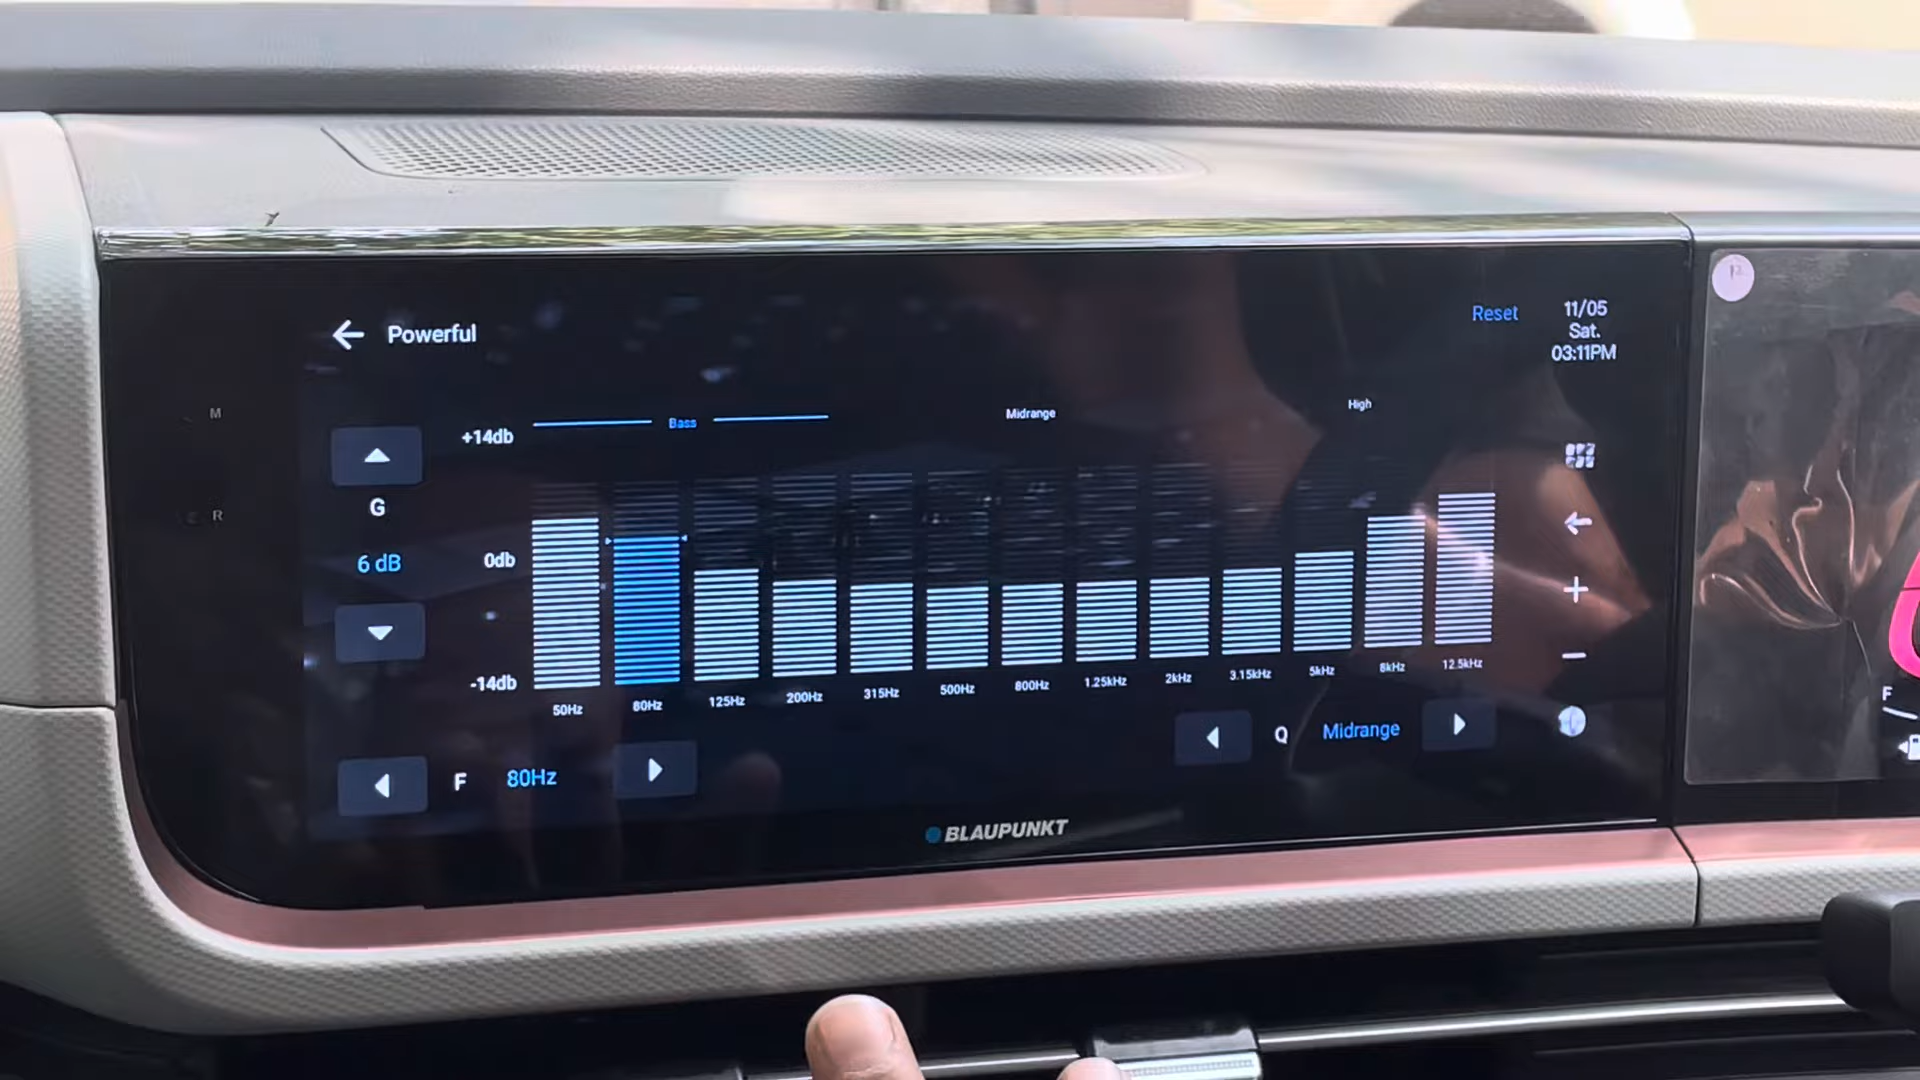 Powerful
Reset
11/05
Sat.
03:11PM
M
R
+14db
Bass
Midrange
High
G
6 dB
0db
-14db
50Hz
80Hz
125Hz
200Hz
315Hz
500Hz
800Hz
1.25kHz
2kHz
3.15kHz
5kHz
8kHz
12.5kHz
F
80Hz
Q
Midrange
BLAUPUNKT
F